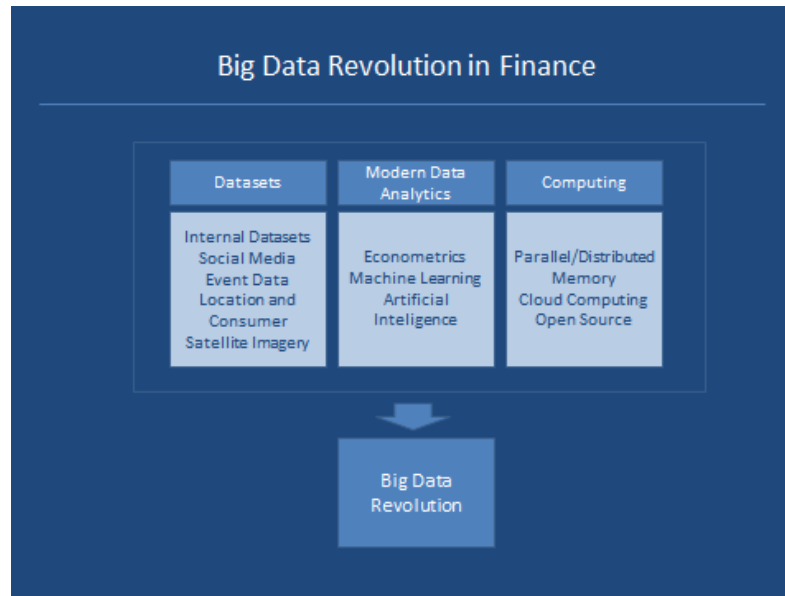 Big Data Revolution in Finance
Datasets
Modern Data
Analytics
Computing
Internal Datasets
Social Media
Event Data
Location and
Consumer
Satellite Imagery
Econometrics
Machine Learning
Artificial
Inteligence
Parallel/Distributed
Memory
Cloud Computing
Open Source
Big Data
Revolution